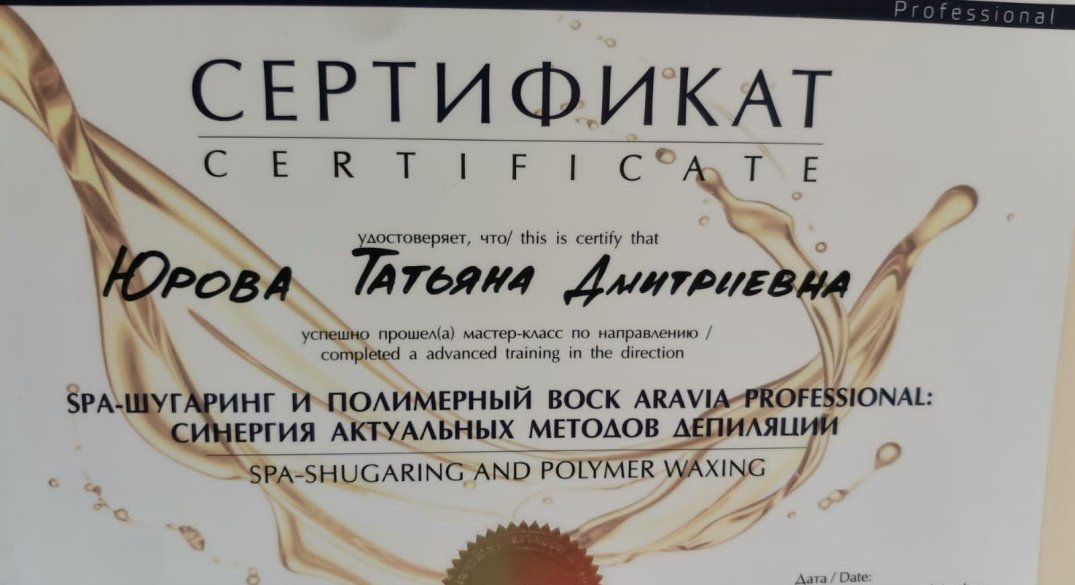 Professional
СЕРТИФИКАТ
CERTIFICATE
удостоверяет, что/ this is certify that
Юрова Татьяна Дмитриевна
успешно прошел(а) мастер-класс по направлению /
completed a advanced training in the direction
SPA-ШУГАРИНГ И ПОЛИМЕРНЫЙ ВОСК ARAVIA PROFESSIONAL:
СИНЕРГИЯ АКТУАЛЬНЫХ МЕТОДОВ ДЕПИЛЯЦИИ
SPA-SHUGARING AND POLYMER WAXING
Дата / Date: